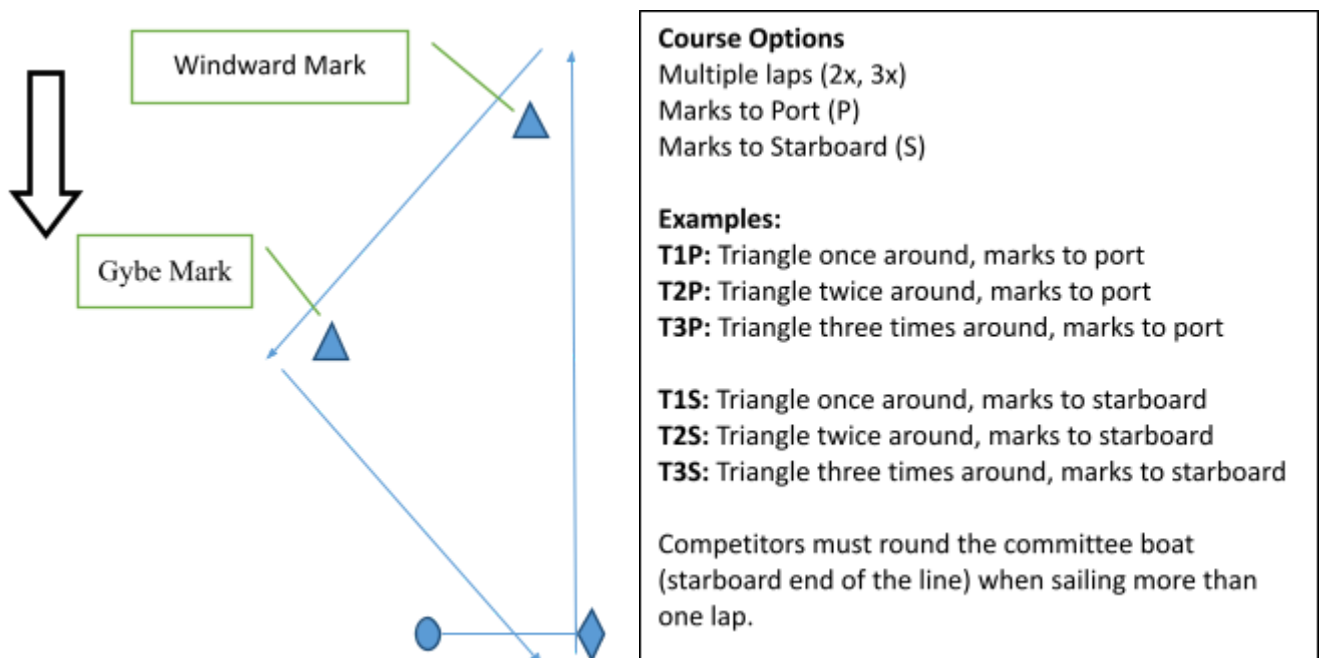 Windward Mark
Gybe Mark
Course Options
Multiple laps (2x, 3x)
Marks to Port (P)
Marks to Starboard (S)
Examples:
T1P: Triangle once around, marks to port
T2P: Triangle twice around, marks to port
T3P: Triangle three times around, marks to port
T1S: Triangle once around, marks to starboard
T2S: Triangle twice around, marks to starboard
T3S: Triangle three times around, marks to starboard
Competitors must round the committee boat
(starboard end of the line) when sailing more than
one lap.